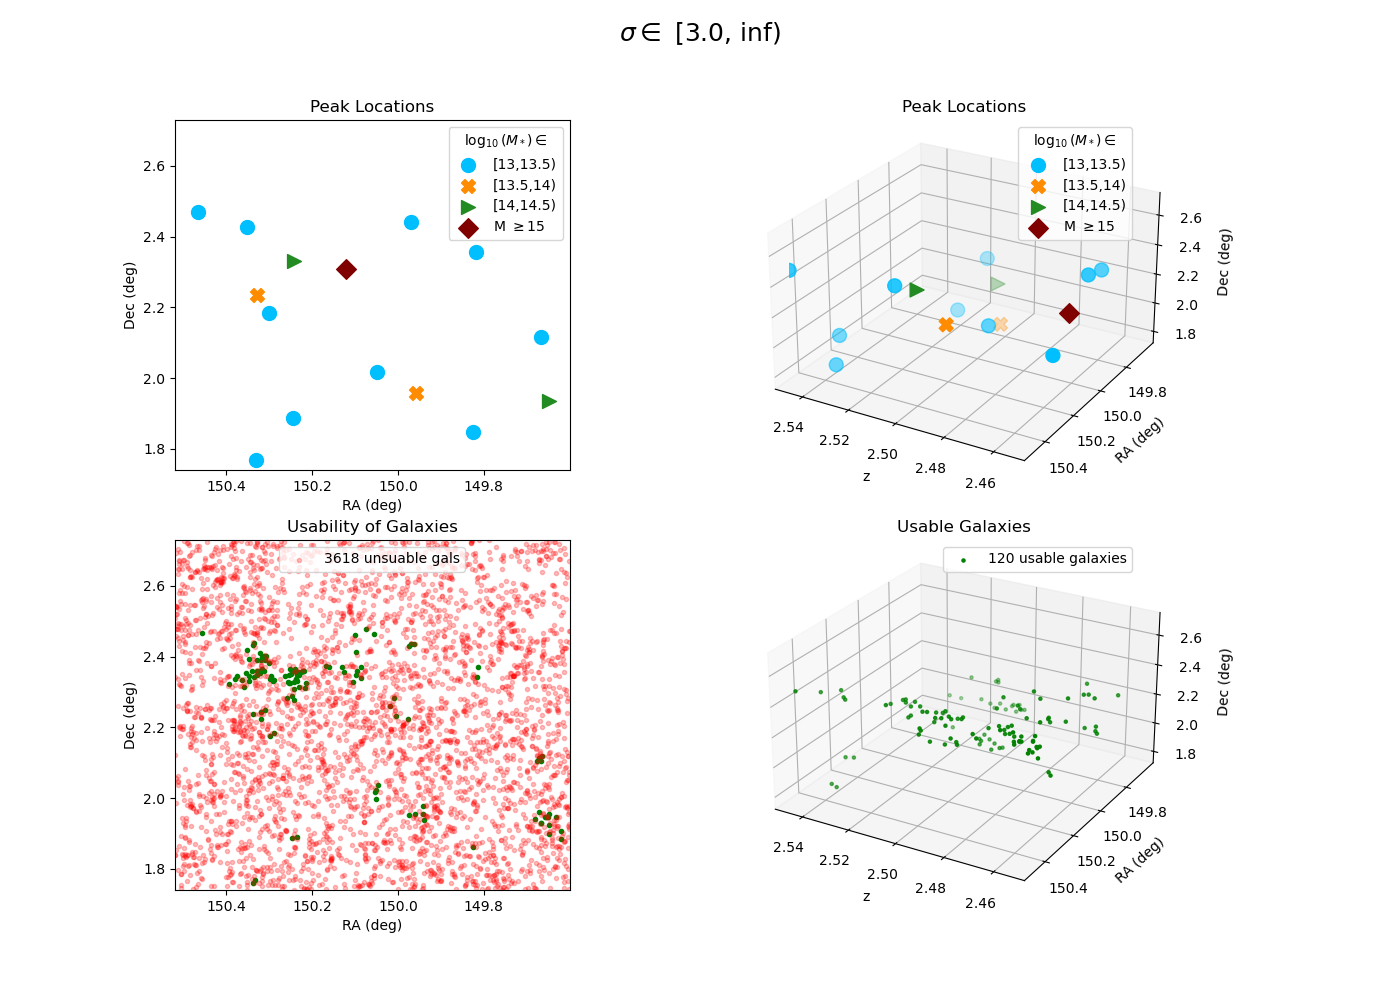 σ ∈ [3.0, inf)
Peak Locations
log₁₀(M*) ∈
[13,13.5)
[13.5,14)
[14,14.5)
M ≥15
2.6
2.4
2.2
2.0
1.8
Dec (deg)
150.4 150.2 150.0 149.8
RA (deg)
Peak Locations
log₁₀(M*) ∈
[13,13.5)
[13.5,14)
[14,14.5)
M ≥15
2.6
2.4
2.2
2.0
1.8
Dec (deg)
149.8
150.0
150.2
150.4
RA (deg)
2.54
2.52
2.50
2.48
2.46
z
Usability of Galaxies
3618 unsuable gals
2.6
2.4
2.2
2.0
1.8
Dec (deg)
150.4 150.2 150.0 149.8
RA (deg)
Usable Galaxies
120 usable galaxies
2.6
2.4
2.2
2.0
1.8
Dec (deg)
149.8
150.0
150.2
150.4
RA (deg)
2.54
2.52
2.50
2.48
2.46
z